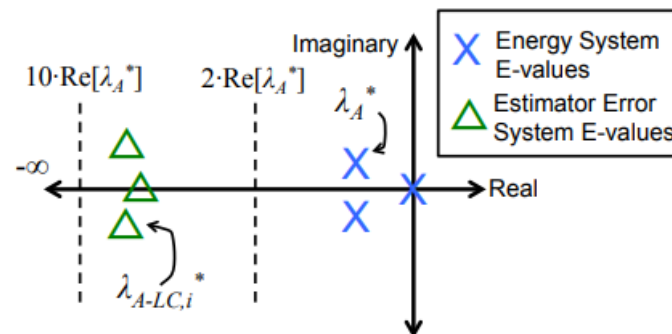 Imaginary
X Energy System
E-values
Estimator Error
System E-values
10·Re[λ_A*]
2·Re[λ_A*]
λ_A*
-∞
Real
λ_A-LC,i*